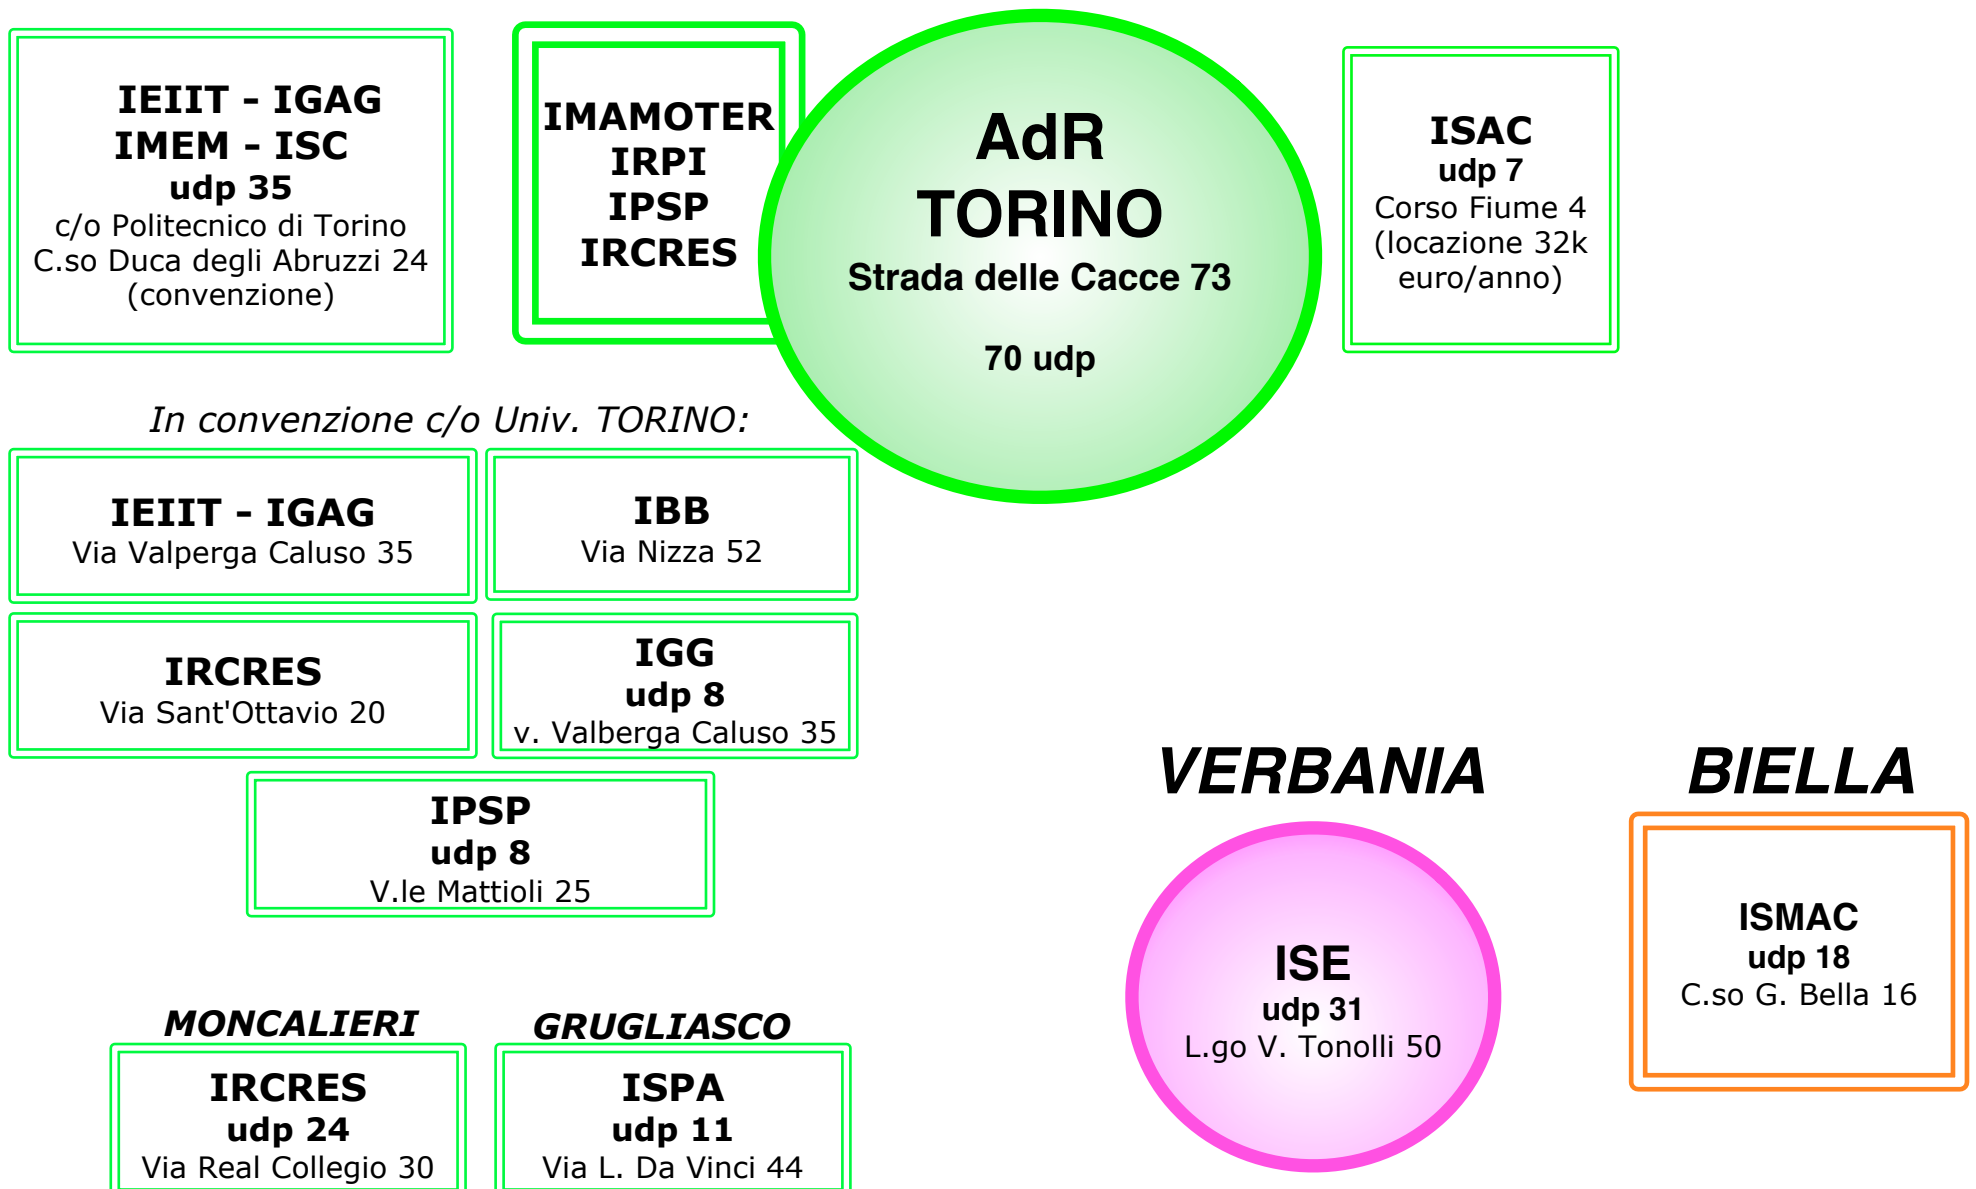 IEIIT - IGAG
IMEM - ISC
udp 35
c/o Politecnico di Torino
C.so Duca degli Abruzzi 24
(convenzione)
IMAMOTER
IRPI
IPSP
IRCRES
AdR
TORINO
Strada delle Cacce 73
70 udp
ISAC
udp 7
Corso Fiume 4
(locazione 32k
euro/anno)
In convenzione c/o Univ. TORINO:
IEIIT - IGAG
Via Valperga Caluso 35
IBB
Via Nizza 52
IRCRES
Via Sant'Ottavio 20
IGG
udp 8
v. Valberga Caluso 35
IPSP
udp 8
V.le Mattioli 25
VERBANIA
ISE
udp 31
L.go V. Tonolli 50
BIELLA
ISMAC
udp 18
C.so G. Bella 16
MONCALIERI
IRCRES
udp 24
Via Real Collegio 30
GRUGLIASCO
ISPA
udp 11
Via L. Da Vinci 44